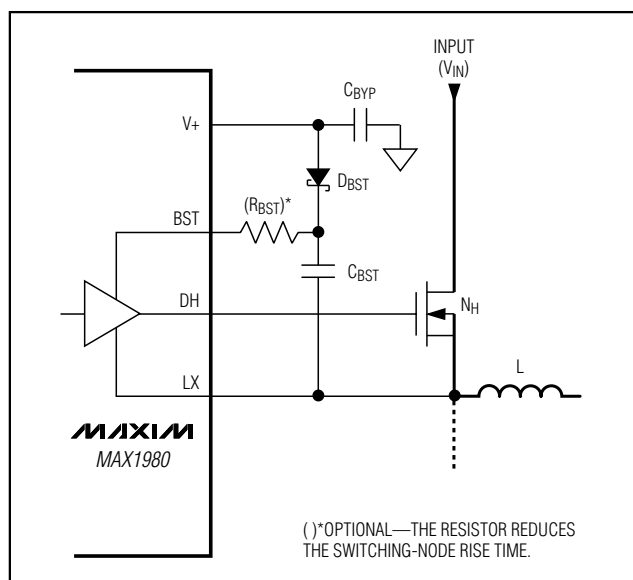 INPUT
(VIN)
CBYP
V+
DBST
(RBST)*
BST
CBST
DH
NH
L
LX
MAXIM
MAX1980
( )*OPTIONAL—THE RESISTOR REDUCES
THE SWITCHING-NODE RISE TIME.